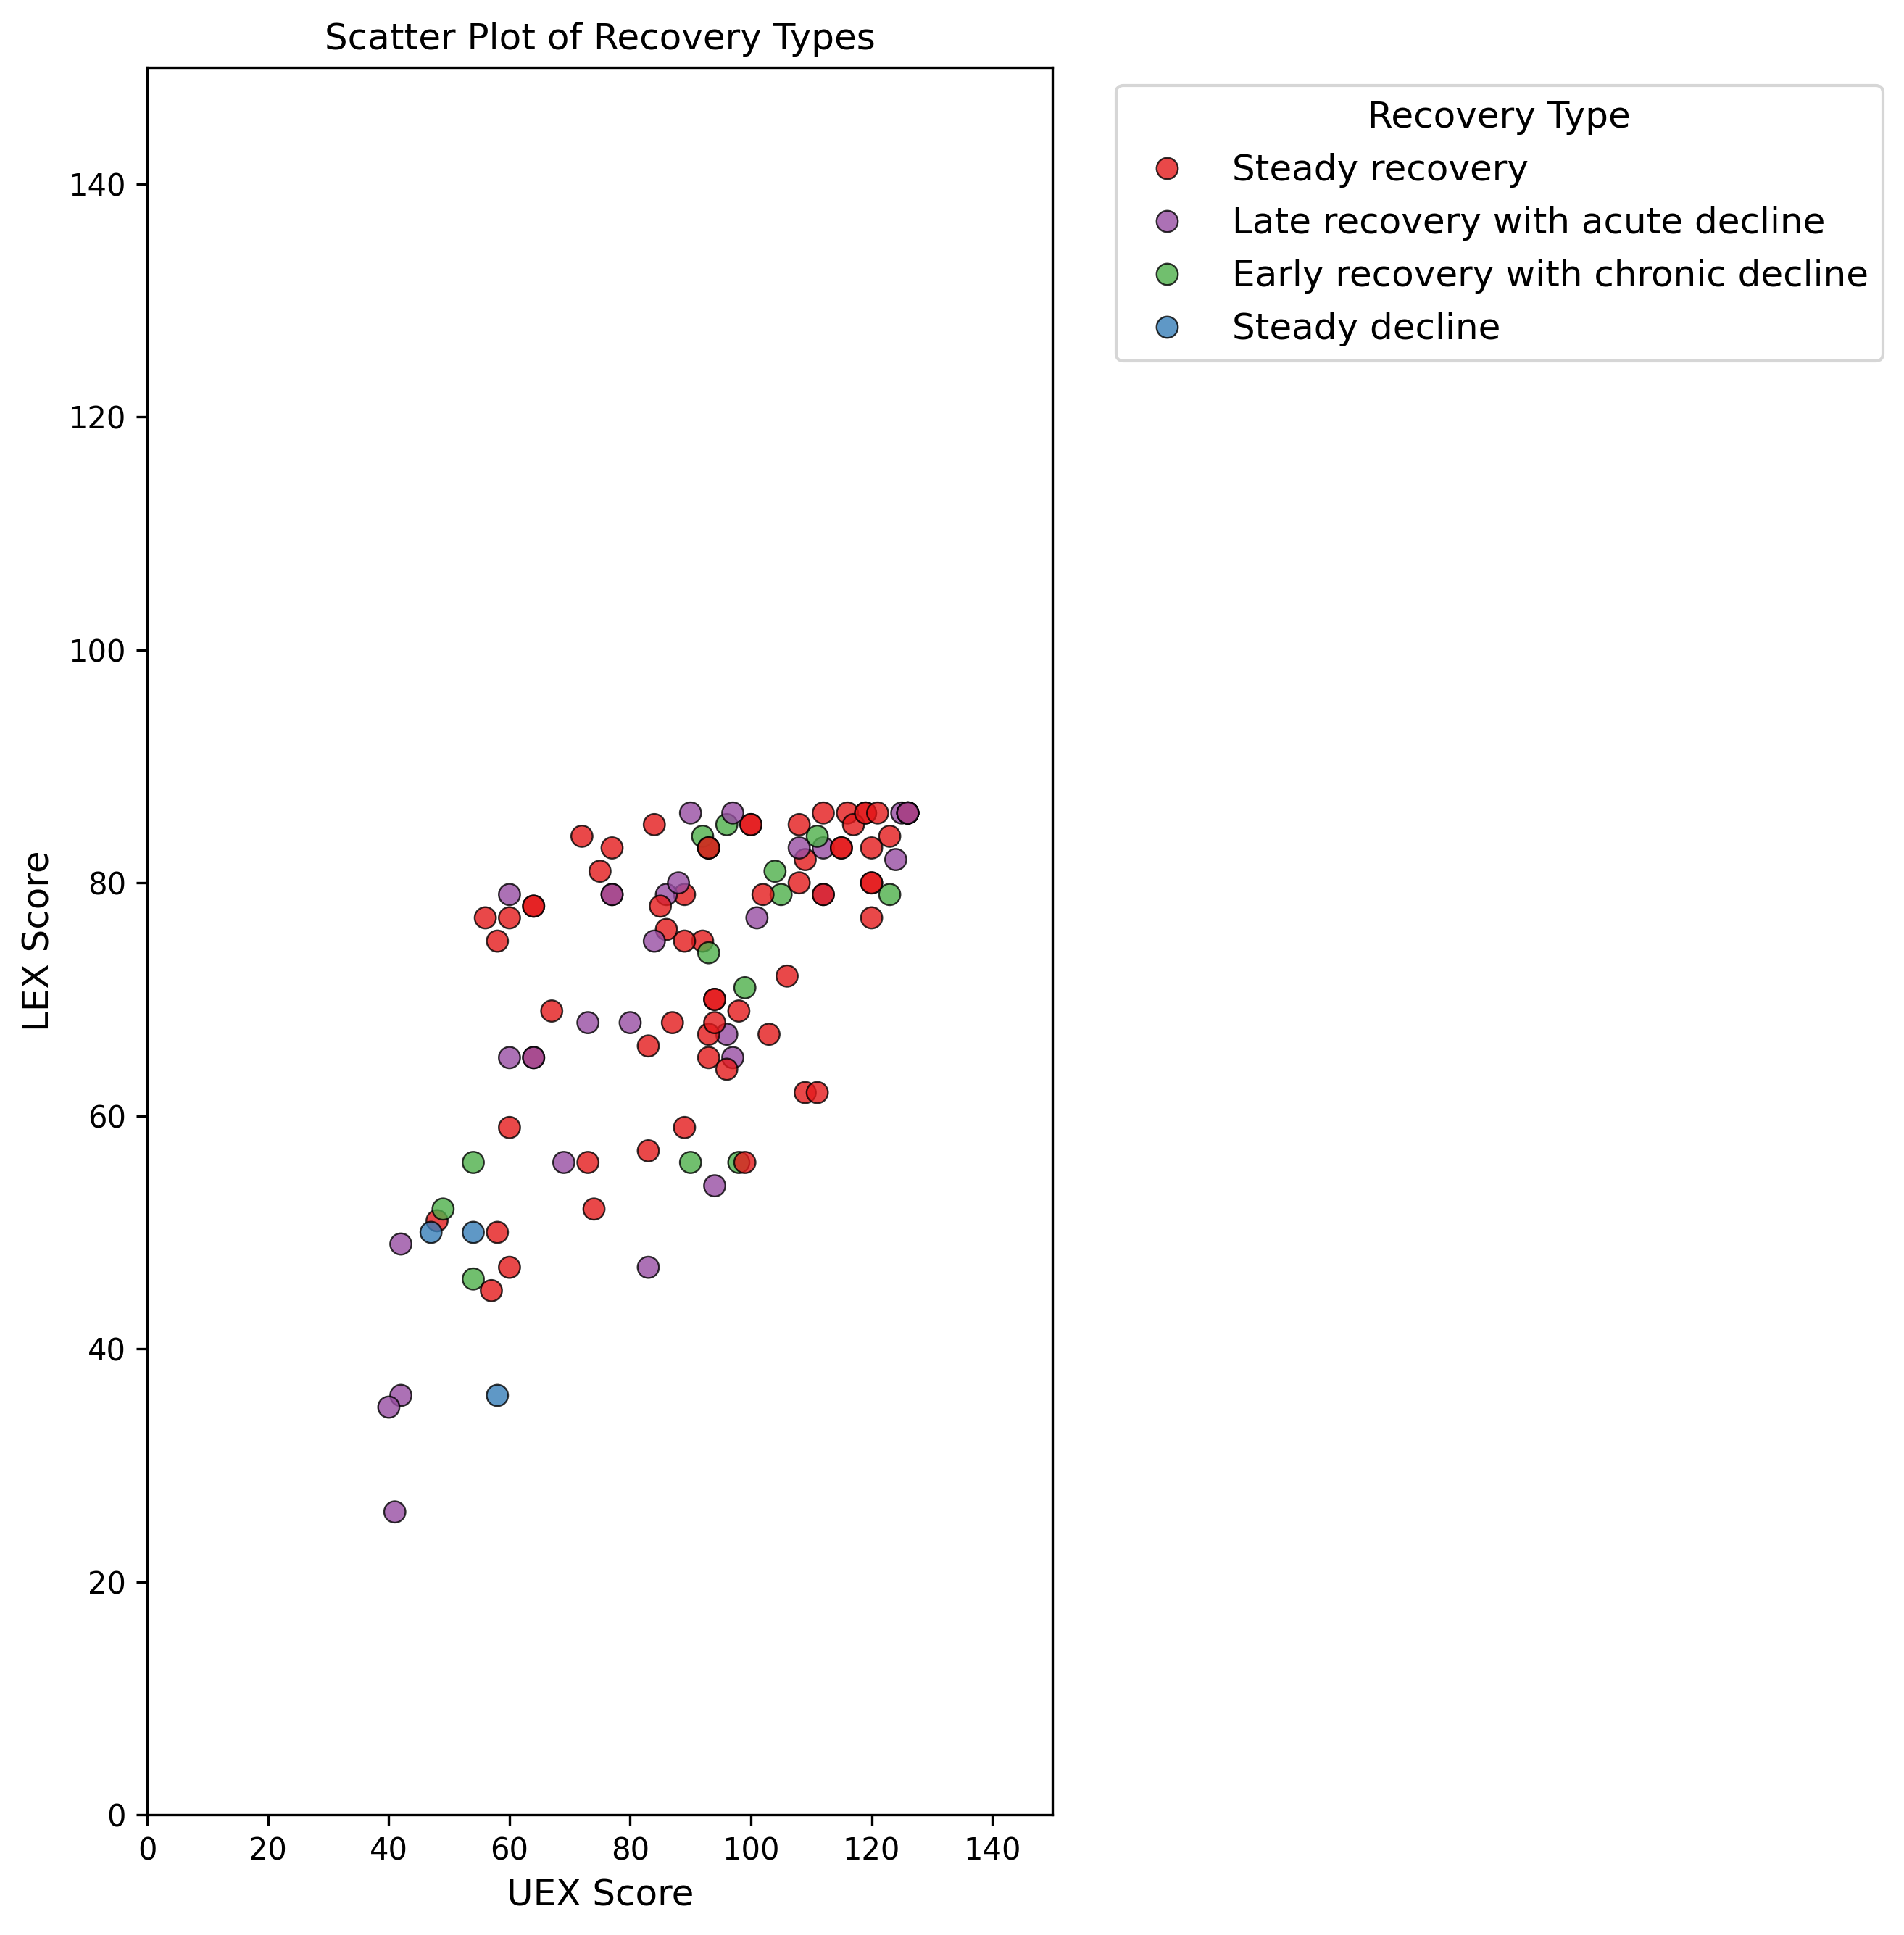 Scatter Plot of Recovery Types
Recovery Type
Steady recovery
Late recovery with acute decline
Early recovery with chronic decline
Steady decline
140
120
100
80
60
40
20
0
LEX Score
0 20 40 60 80 100 120 140
UEX Score